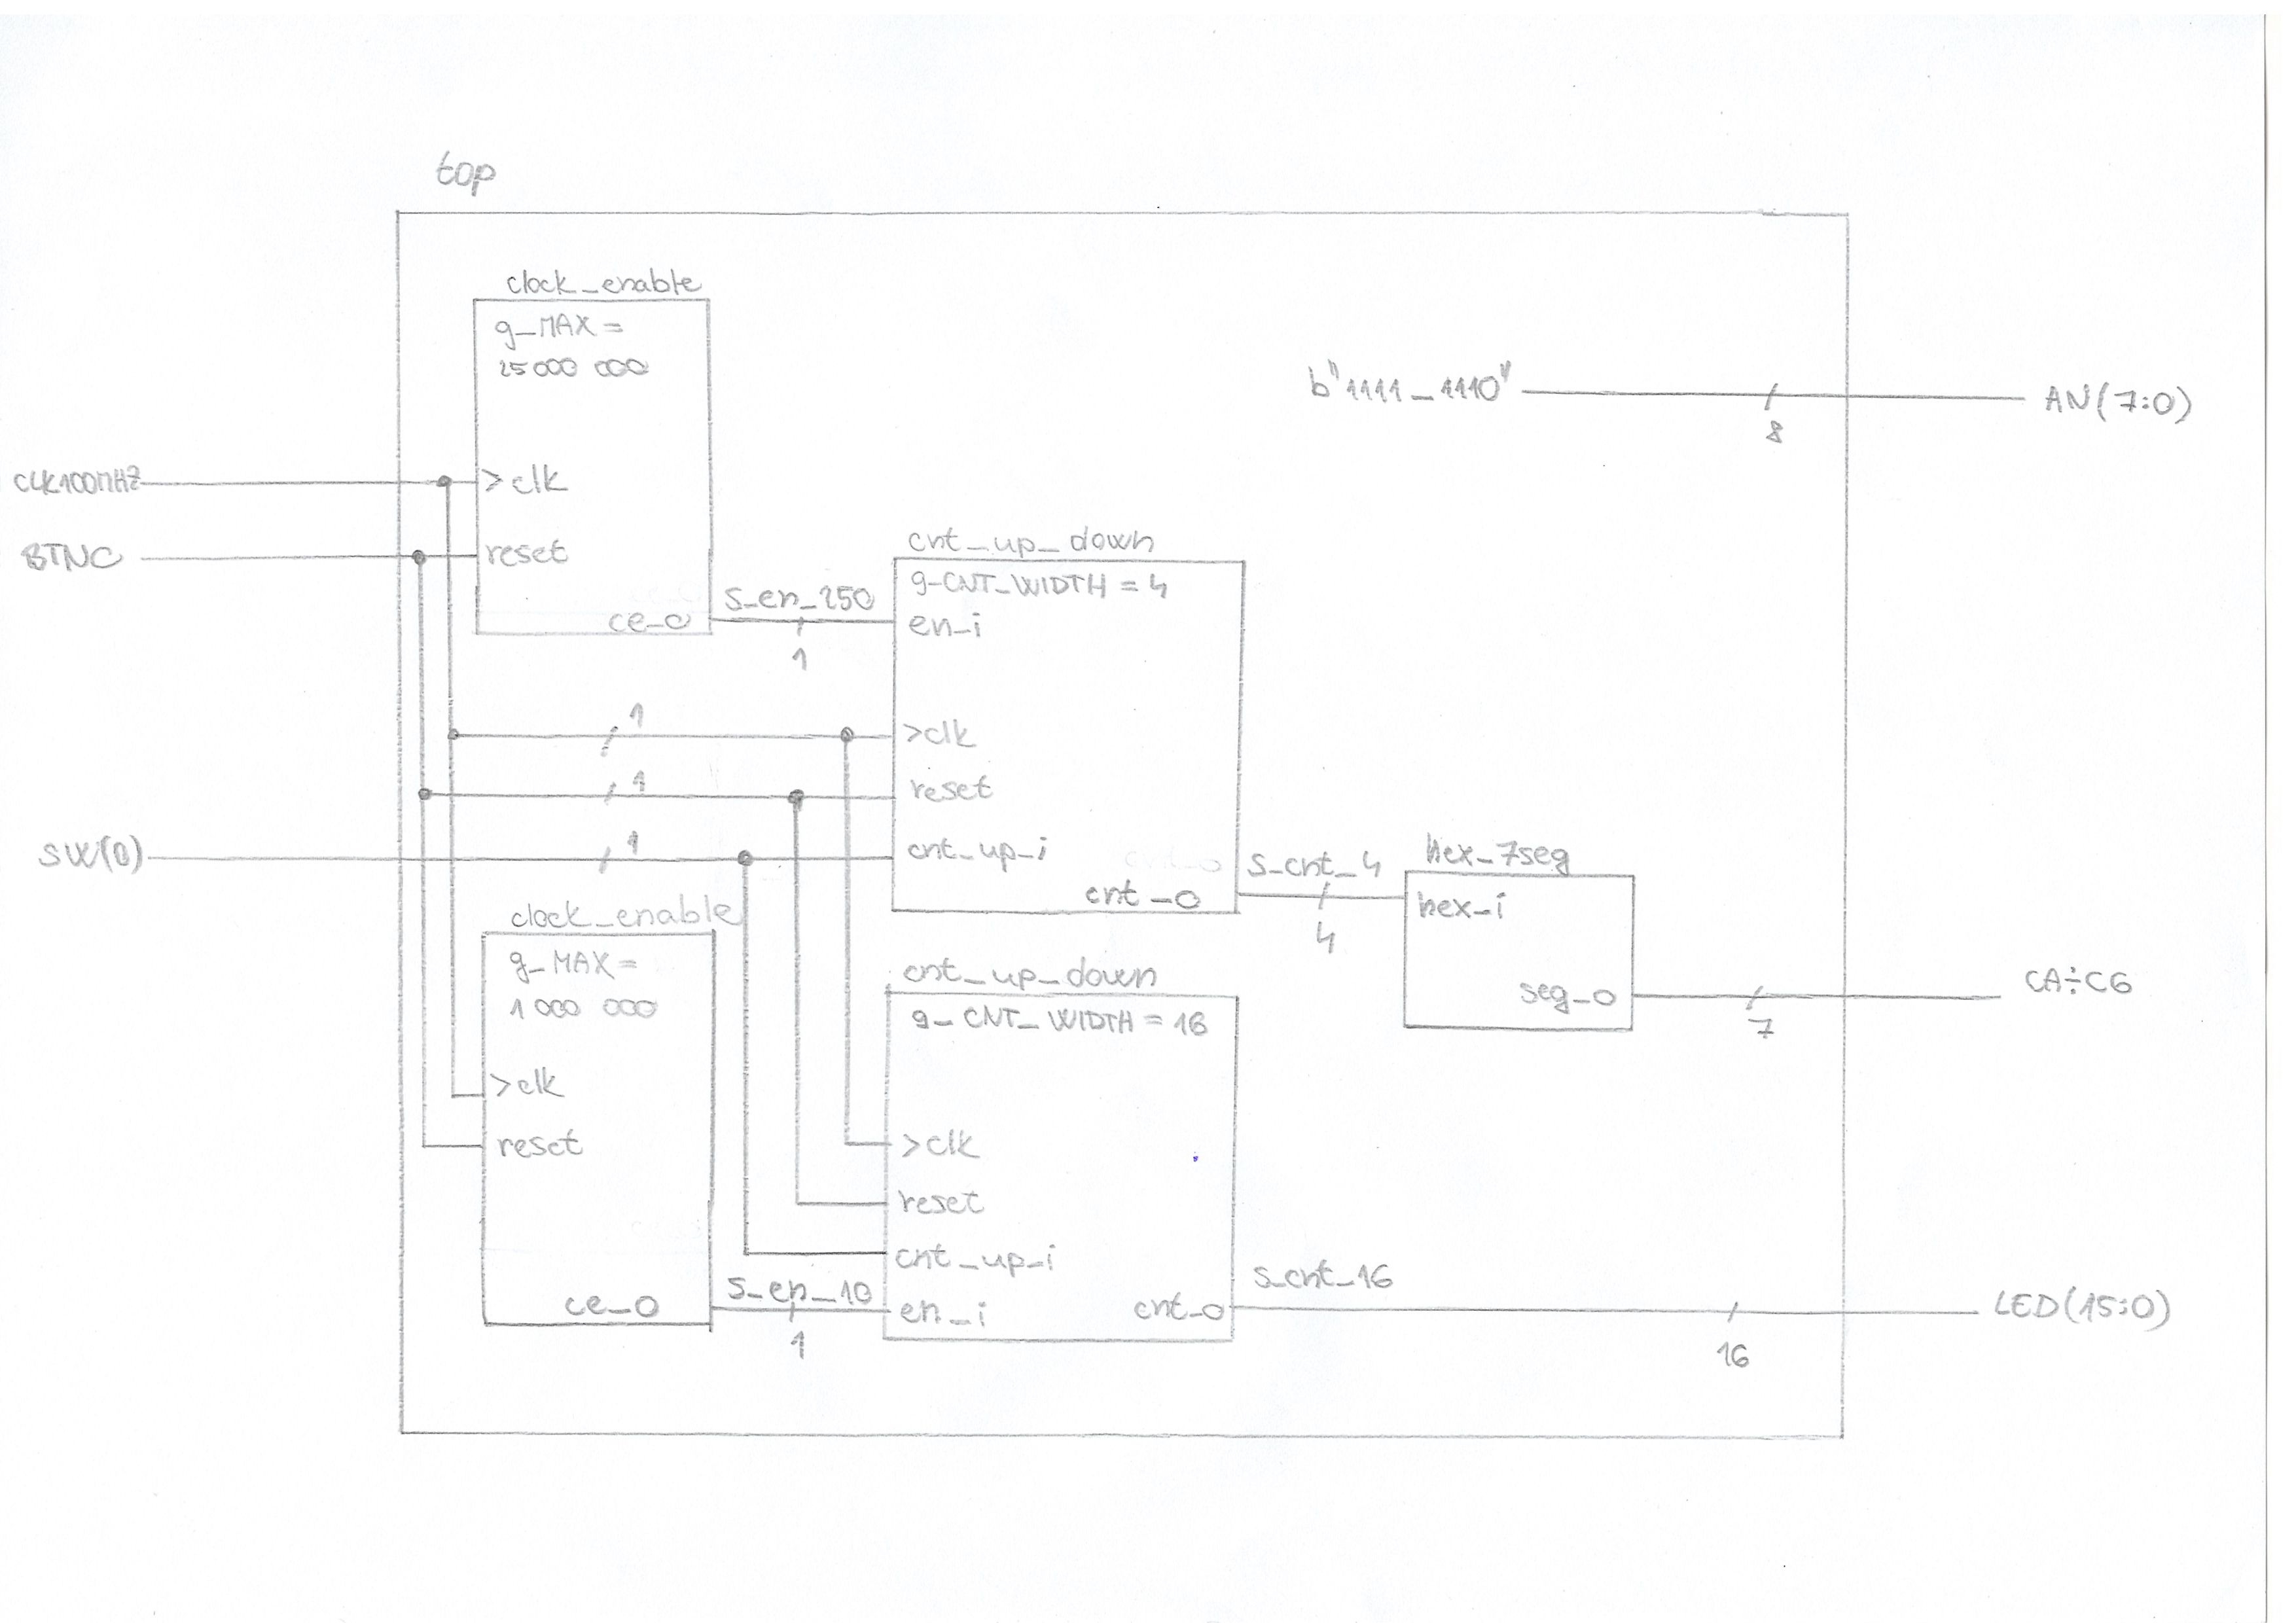 top
clock_enable
g_MAX =
25 000 000
CLK100MHZ
>clk
BTNC
reset
ce_o
s_en_250
1
b"1111_1110"
8
AN(7:0)
cnt_up_down
g_CNT_WIDTH = 4
en_i
1
>clk
1
reset
SW(0)
1
cnt_up_i
cnt_o
s_cnt_4
4
hex_7seg
hex_i
seg_o
7
CA÷CG
clock_enable
g_MAX =
1 000 000
>clk
reset
ce_o
s_en_10
1
cnt_up_down
g_CNT_WIDTH = 16
>clk
reset
cnt_up_i
en_i
cnt_o
s_cnt_16
16
LED(15:0)